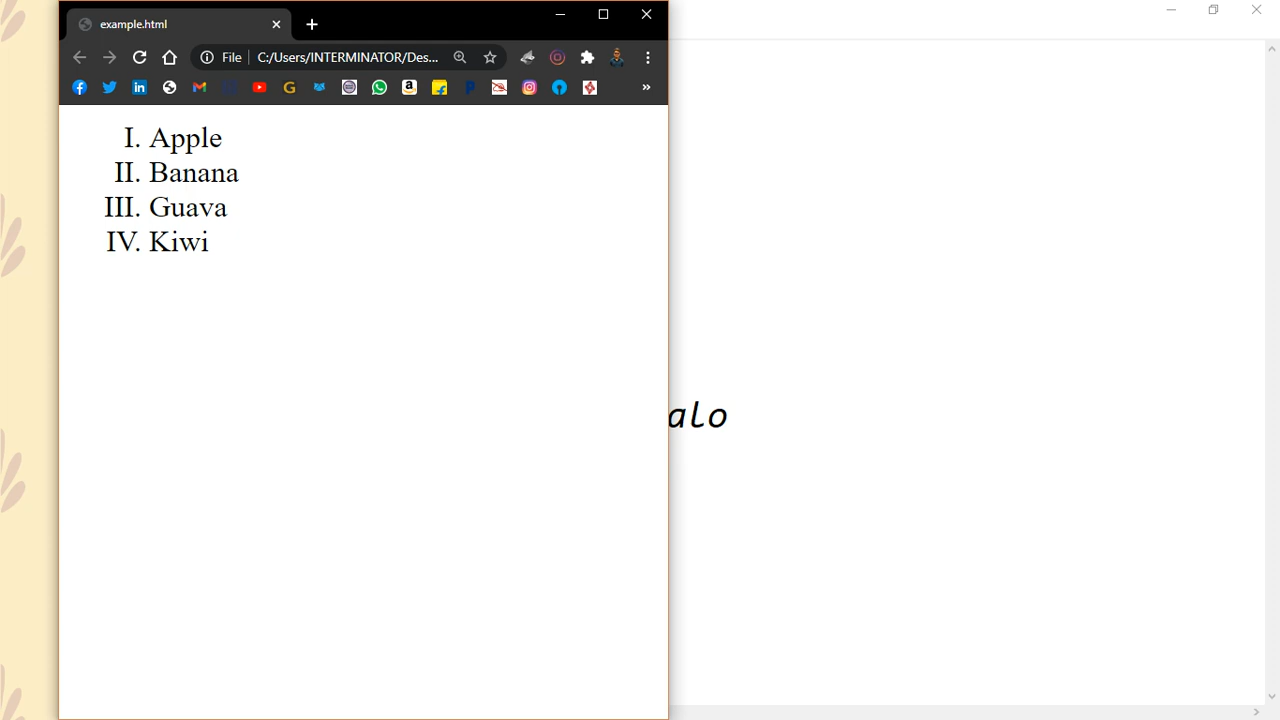 example.html
File
C:/Users/INTERMINATOR/Des...
I. Apple
II. Banana
III. Guava
IV. Kiwi
alo